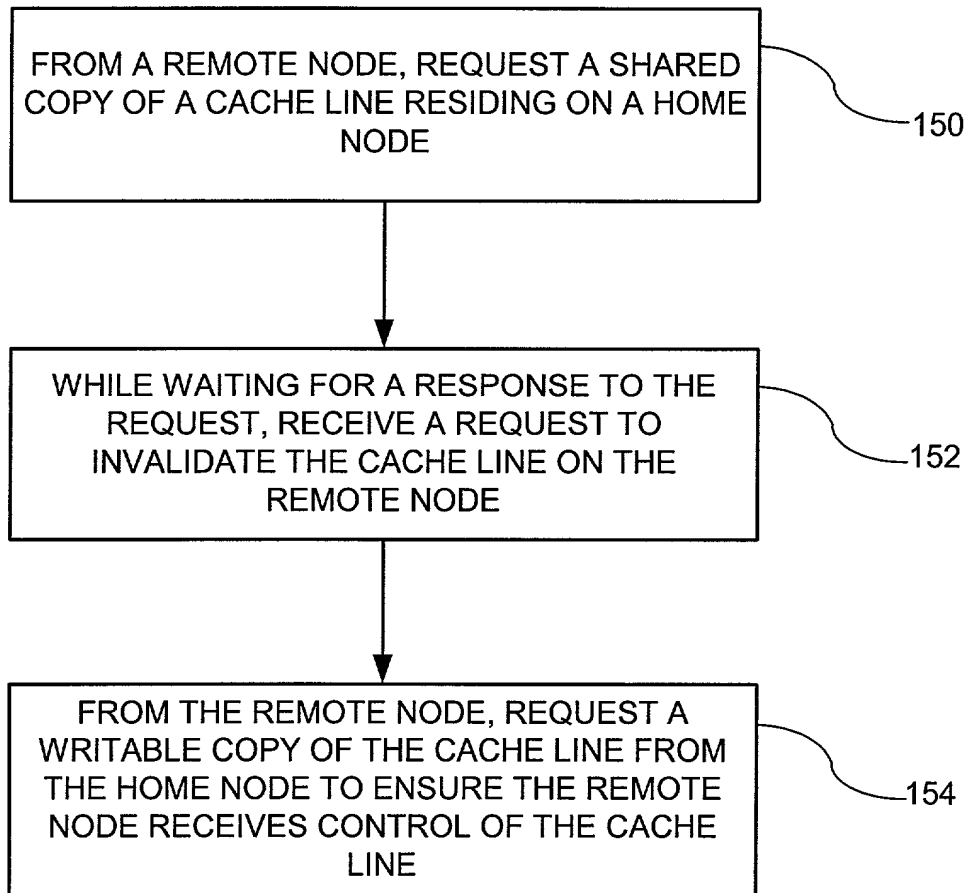 FROM A REMOTE NODE, REQUEST A SHARED
COPY OF A CACHE LINE RESIDING ON A HOME
NODE
150
WHILE WAITING FOR A RESPONSE TO THE
REQUEST, RECEIVE A REQUEST TO
INVALIDATE THE CACHE LINE ON THE
REMOTE NODE
152
FROM THE REMOTE NODE, REQUEST A
WRITABLE COPY OF THE CACHE LINE FROM
THE HOME NODE TO ENSURE THE REMOTE
NODE RECEIVES CONTROL OF THE CACHE
LINE
154